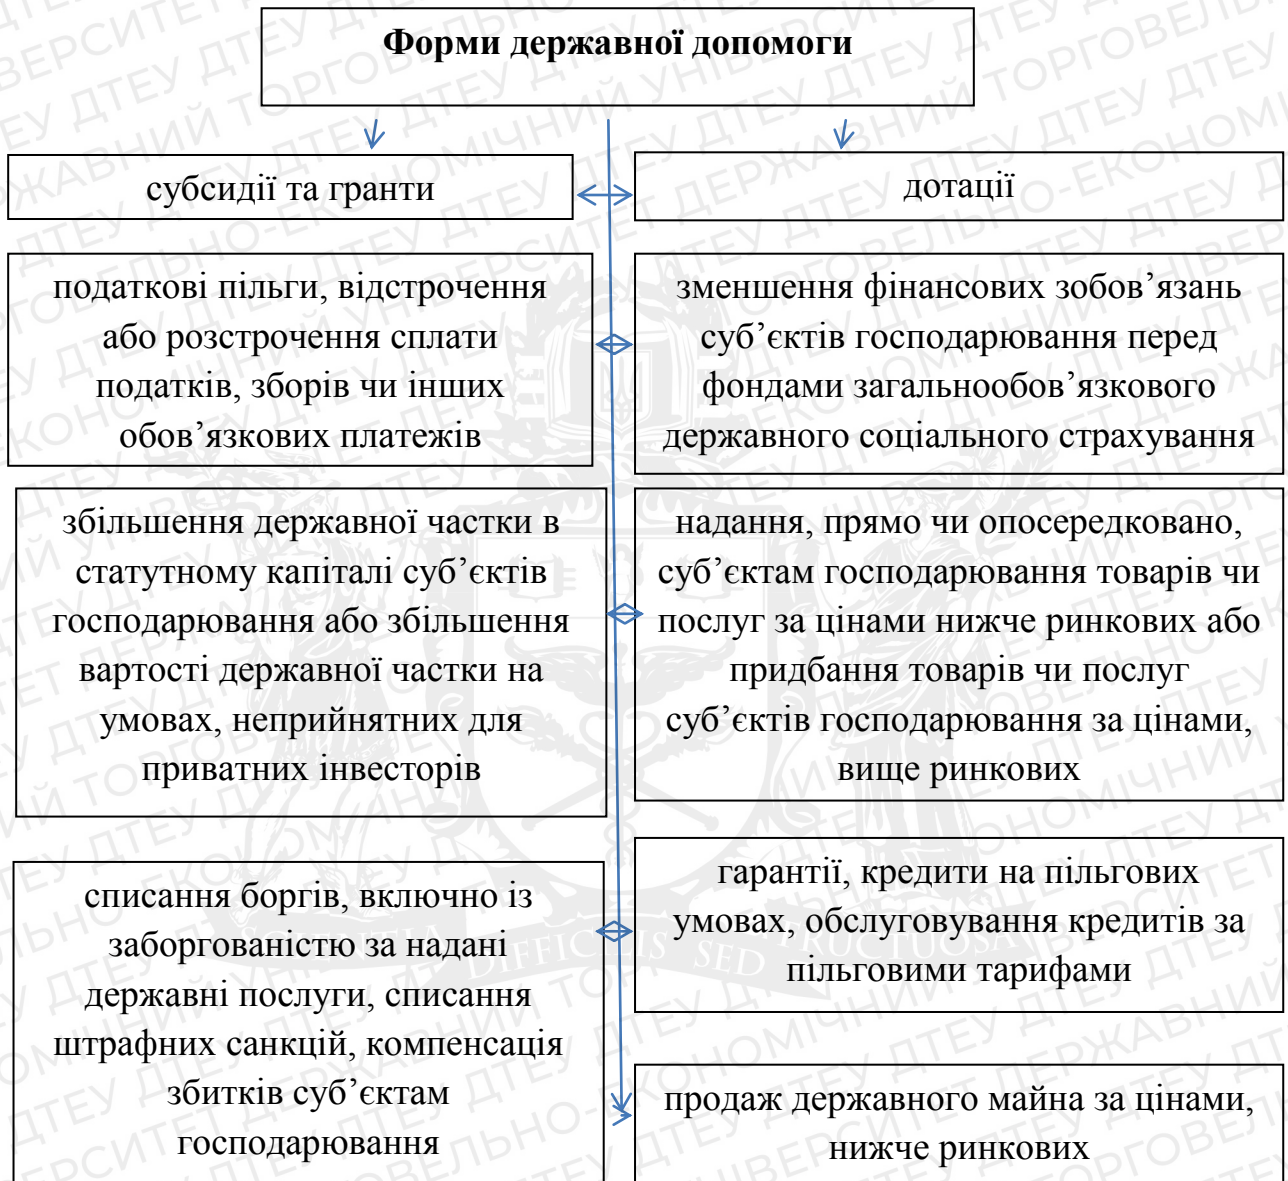 Форми державної допомоги
субсидії та гранти
дотації
податкові пільги, відстрочення
або розстрочення сплати
податків, зборів чи інших
обов’язкових платежів
зменшення фінансових зобов’язань
суб’єктів господарювання перед
фондами загальнообов’язкового
державного соціального страхування
збільшення державної частки в
статутному капіталі суб’єктів
господарювання або збільшення
вартості державної частки на
умовах, неприйнятних для
приватних інвесторів
надання, прямо чи опосередковано,
суб’єктам господарювання товарів чи
послуг за цінами нижче ринкових або
придбання товарів чи послуг
суб’єктів господарювання за цінами,
вище ринкових
списання боргів, включно із
заборгованістю за надані
державні послуги, списання
штрафних санкцій, компенсація
збитків суб’єктам
господарювання
гарантії, кредити на пільгових
умовах, обслуговування кредитів за
пільговими тарифами
продаж державного майна за цінами,
нижче ринкових